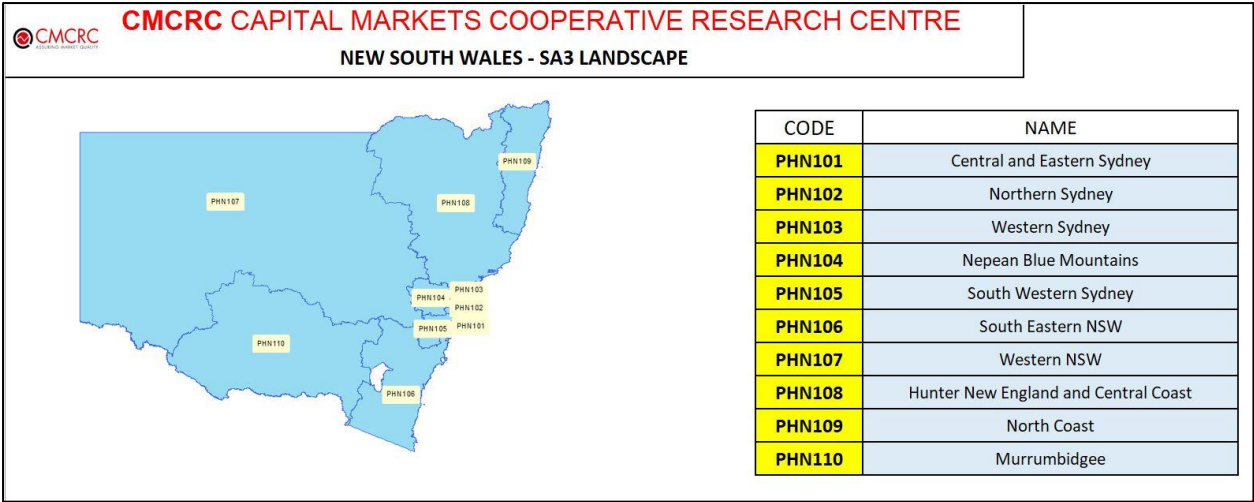 CMCRC CAPITAL MARKETS COOPERATIVE RESEARCH CENTRE
CMCRC
ASSURING MARKET QUALITY
NEW SOUTH WALES - SA3 LANDSCAPE
PHN109
PHN107
PHN108
PHN103
PHN104
PHN102
PHN105
PHN101
PHN110
PHN106
CODE NAME
PHN101 Central and Eastern Sydney
PHN102 Northern Sydney
PHN103 Western Sydney
PHN104 Nepean Blue Mountains
PHN105 South Western Sydney
PHN106 South Eastern NSW
PHN107 Western NSW
PHN108 Hunter New England and Central Coast
PHN109 North Coast
PHN110 Murrumbidgee